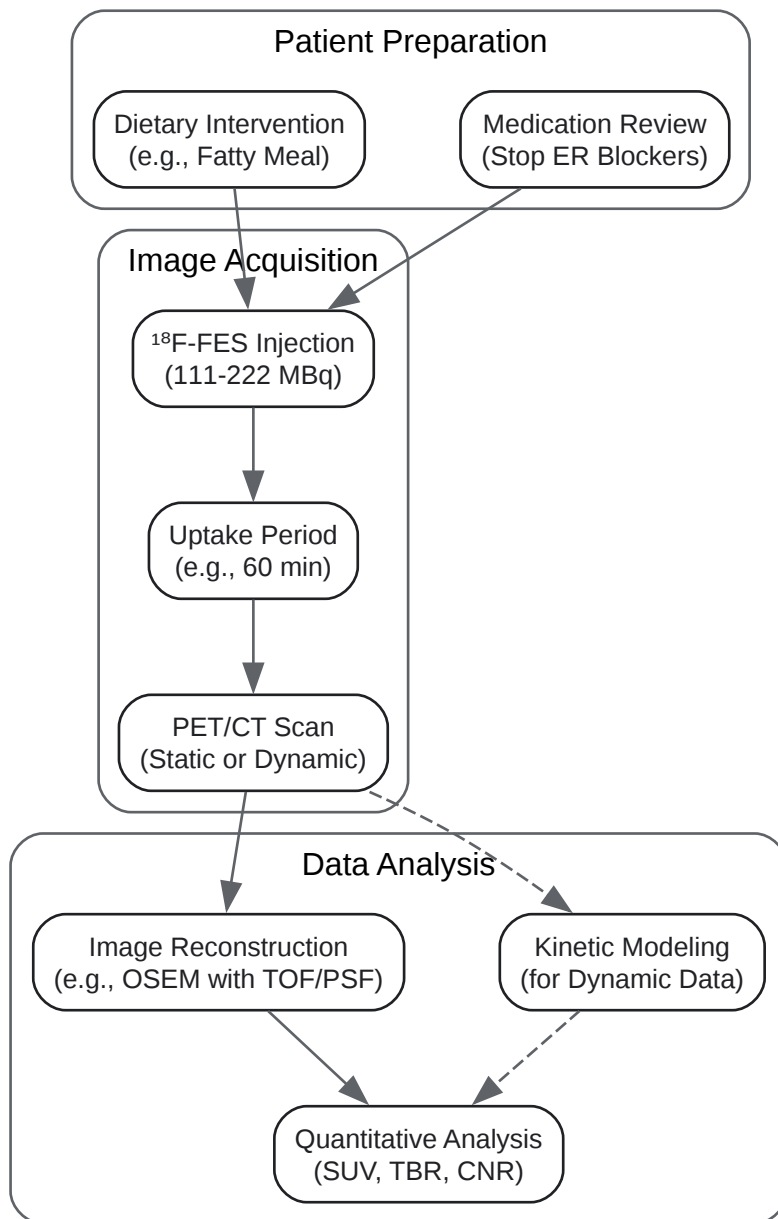 Patient Preparation
Dietary Intervention
(e.g., Fatty Meal)
Medication Review
(Stop ER Blockers)
Image Acquisition
¹⁸F-FES Injection
(111-222 MBq)
Uptake Period
(e.g., 60 min)
PET/CT Scan
(Static or Dynamic)
Data Analysis
Image Reconstruction
(e.g., OSEM with TOF/PSF)
Kinetic Modeling
(for Dynamic Data)
Quantitative Analysis
(SUV, TBR, CNR)